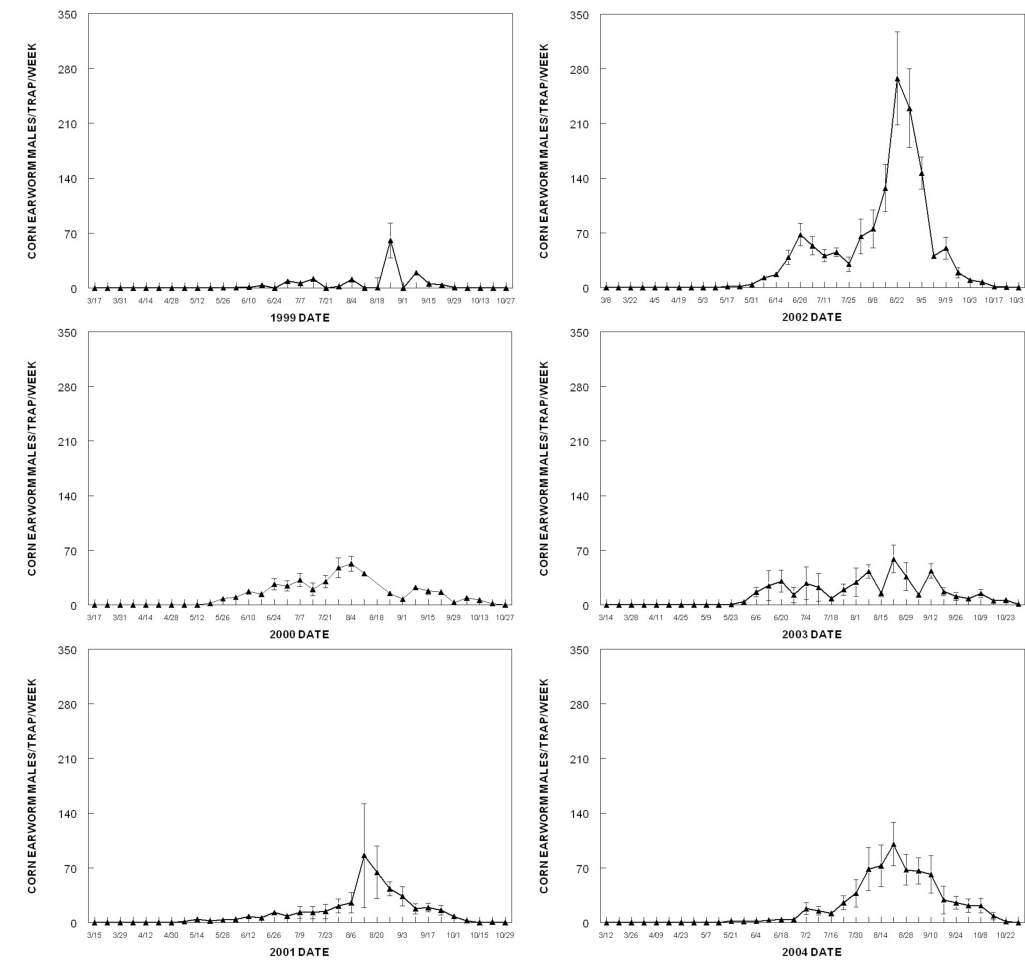 350
280
210
140
70
0
CORN EARWORM MALES/TRAP/WEEK
3/17 3/31 4/14 4/28 5/12 5/26 6/10 6/24 7/7 7/21 8/4 8/18 9/1 9/15 9/29 10/13 10/27
1999 DATE
350
280
210
140
70
0
CORN EARWORM MALES/TRAP/WEEK
3/17 3/29 4/12 4/30 5/12 5/26 6/10 6/24 7/7 7/21 8/4 8/18 9/1 9/15 9/29 10/13 10/27
2000 DATE
350
280
210
140
70
0
CORN EARWORM MALES/TRAP/WEEK
3/15 3/29 4/12 4/30 5/14 5/28 6/12 6/26 7/9 7/23 8/6 8/20 9/3 9/17 10/1 10/15 10/29
2001 DATE
350
280
210
140
70
0
CORN EARWORM MALES/TRAP/WEEK
3/8 3/22 4/5 4/19 5/3 5/17 5/31 6/14 6/28 7/11 7/25 8/8 8/22 9/5 9/19 10/3 10/17 10/31
2002 DATE
350
280
210
140
70
0
CORN EARWORM MALES/TRAP/WEEK
3/14 3/28 4/11 4/25 5/9 5/23 6/6 6/20 7/4 7/18 8/1 8/15 8/29 9/12 9/26 10/9 10/23
2003 DATE
350
280
210
140
70
0
CORN EARWORM MALES/TRAP/WEEK
3/12 3/26 4/09 4/23 5/7 5/21 6/4 6/18 7/2 7/16 7/30 8/14 8/28 9/10 9/24 10/8 10/22
2004 DATE